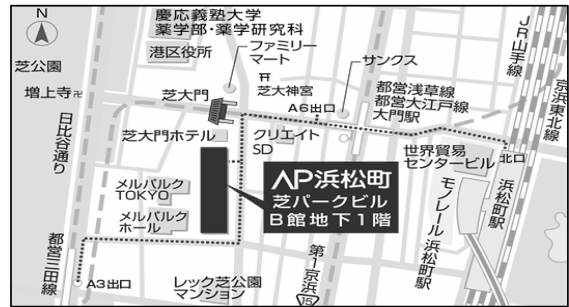 慶応義塾大学
薬学部・薬学研究科
港区役所
ファミリー
マート
サンクス
JR山手線
京浜東北線
N
芝公園
増上寺卍
芝大門
芝大神宮
A6出口
都営浅草線
都営大江戸線
大門駅
日比谷通り
芝大門ホテル
クリエイト
SD
世界貿易
センタービル
北口
浜松町駅
モノレール浜松町駅
メルパルク
TOKYO
メルパルク
ホール
AP浜松町
芝パークビル
B館地下1階
都営三田線
A3出口
レック芝公園
マンション
第1京浜
15